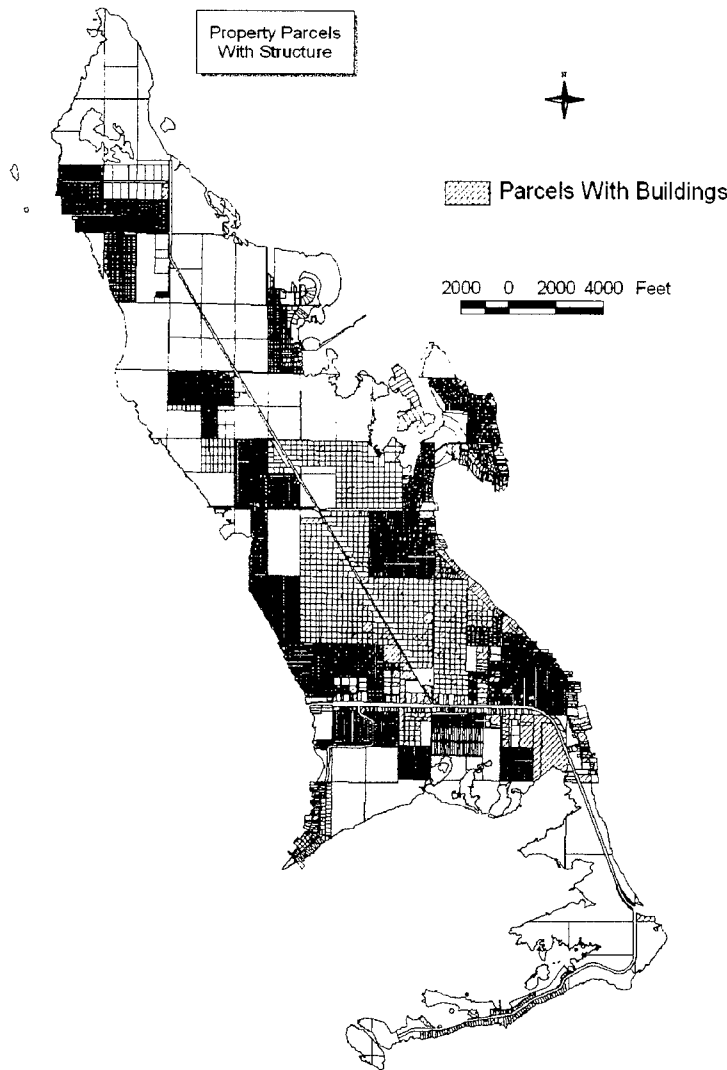 Property Parcels
With Structure
N
Parcels With Buildings
2000 0 2000 4000 Feet